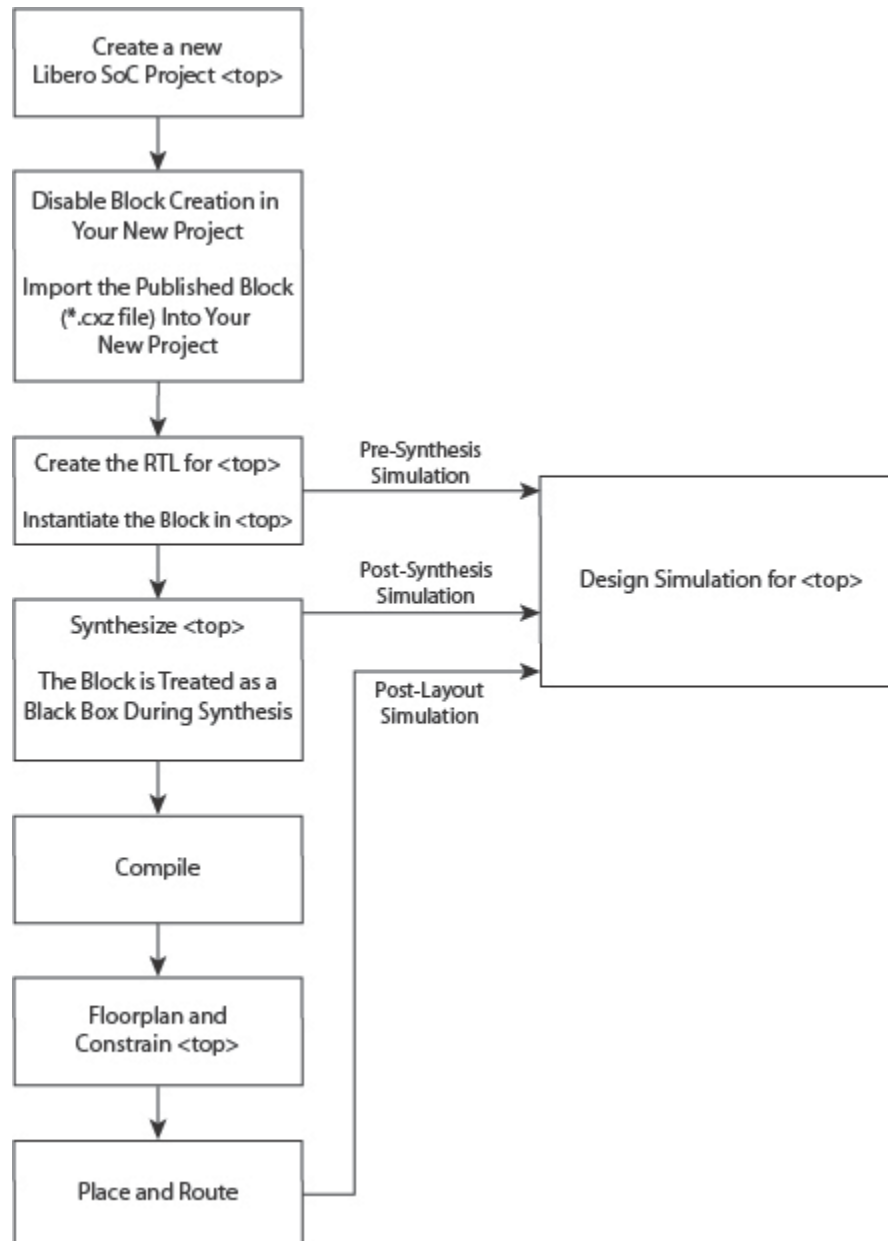 Create a new
Libero SoC Project <top>
Disable Block Creation in
Your New Project
Import the Published Block
(*.cxz file) Into Your
New Project
Create the RTL for <top>
Instantiate the Block in <top>
Pre-Synthesis
Simulation
Design Simulation for <top>
Synthesize <top>
The Block is Treated as a
Black Box During Synthesis
Post-Synthesis
Simulation
Post-Layout
Simulation
Compile
Floorplan and
Constrain <top>
Place and Route